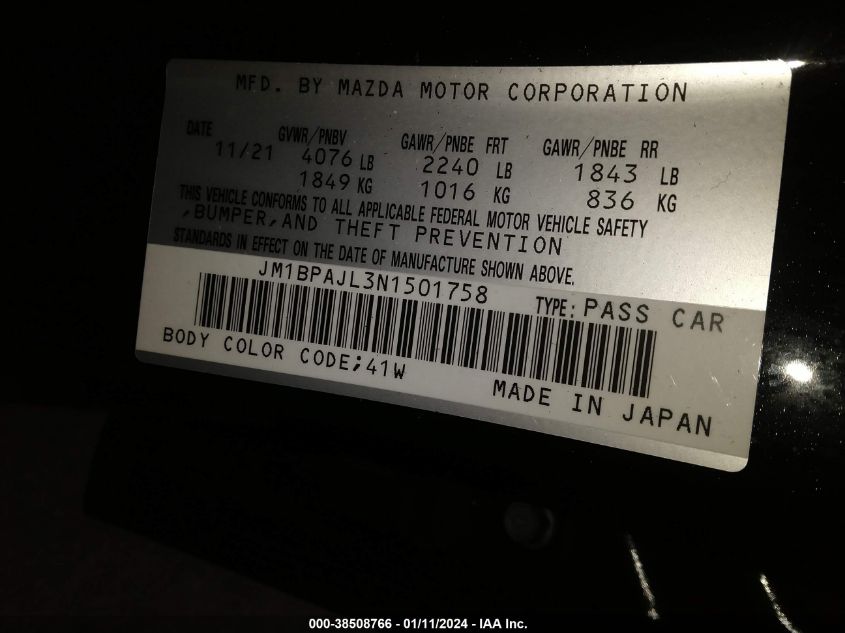 MFD. BY MAZDA MOTOR CORPORATION
DATE GVWR/PNBV GAWR/PNBE FRT GAWR/PNBE RR
11/21 4076 LB 2240 LB 1843 LB
1849 KG 1016 KG 836 KG
THIS VEHICLE CONFORMS TO ALL APPLICABLE FEDERAL MOTOR VEHICLE SAFETY
,BUMPER,AND THEFT PREVENTION
STANDARDS IN EFFECT ON THE DATE OF MANUFACTURE SHOWN ABOVE.
JM1BPAJL3N1501758 TYPE: PASS CAR
BODY COLOR CODE;41W
MADE IN JAPAN
000-38508766 - 01/11/2024 - IAA Inc.